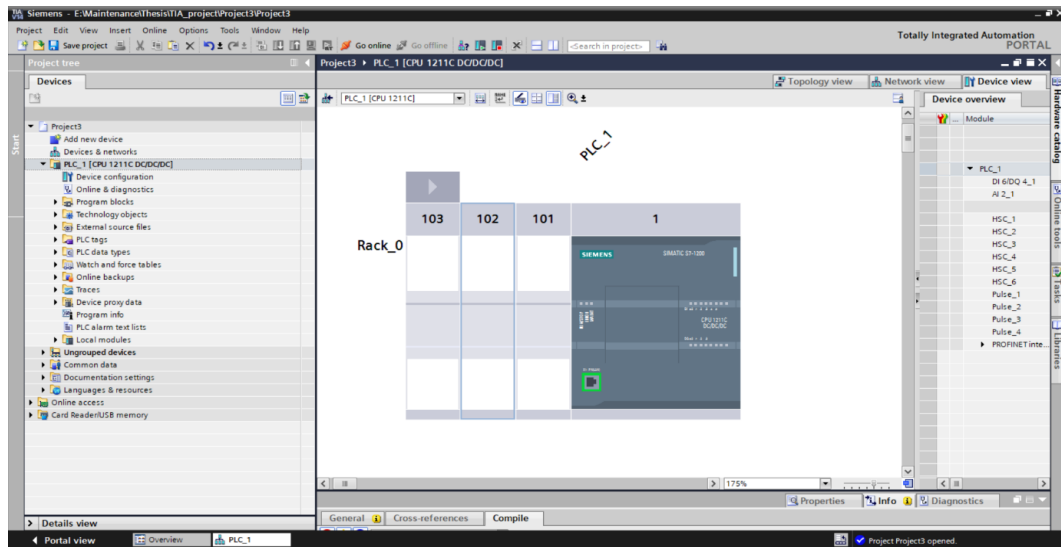 Siemens - E:\Maintenance\Thesis\TIA_project\Project3\Project3
Project Edit View Insert Online Options Tools Window Help
Save project Go online Go offline <Search in project>
Totally Integrated Automation
PORTAL
Project tree
Project3 PLC_1 [CPU 1211C DC/DC/DC]
Devices
Topology view Network view Device view
PLC_1 [CPU 1211C]
Device overview
... Module
Project3
Add new device
Devices & networks
PLC_1 [CPU 1211C DC/DC/DC]
Device configuration
Online & diagnostics
Program blocks
Technology objects
External source files
PLC tags
PLC data types
Watch and force tables
Online backups
Traces
Device proxy data
Program info
PLC alarm text lists
Local modules
Ungrouped devices
Common data
Documentation settings
Languages & resources
Online access
Card Reader/USB memory
Start
PLC_1
103 102 101 1
Rack_0
SIEMENS SIMATIC S7-1200
CPU 1211C
DC/DC/DC
PLC_1
DI 6/DQ 4_1
AI 2_1
HSC_1
HSC_2
HSC_3
HSC_4
HSC_5
HSC_6
Pulse_1
Pulse_2
Pulse_3
Pulse_4
PROFINET inte...
Hardware catalog
Online tools
Tasks
Libraries
175%
Properties Info Diagnostics
General Cross-references Compile
Details view
Portal view Overview PLC_1
Project Project3 opened.